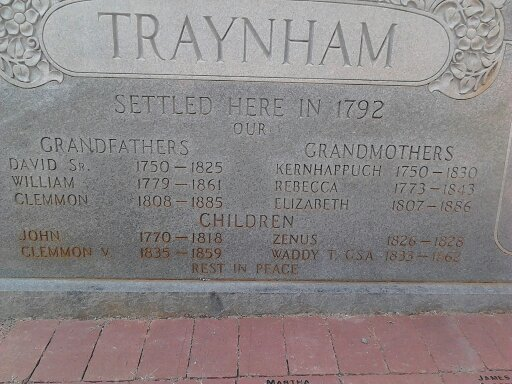 TRAYNHAM
SETTLED HERE IN 1792
OUR
GRANDFATHERS GRANDMOTHERS
DAVID SR. 1750 - 1825 KERNHAPPUCH 1750 - 1830
WILLIAM 1779 - 1861 REBECCA 1773 - 1843
CLEMMON 1808 - 1885 ELIZABETH 1807 - 1886
CHILDREN
JOHN 1770 - 1818 ZENUS 1826 - 1828
CLEMMON V. 1835 - 1859 WADDY T. CSA 1833 - 1862
REST IN PEACE
MARTHA JAMES